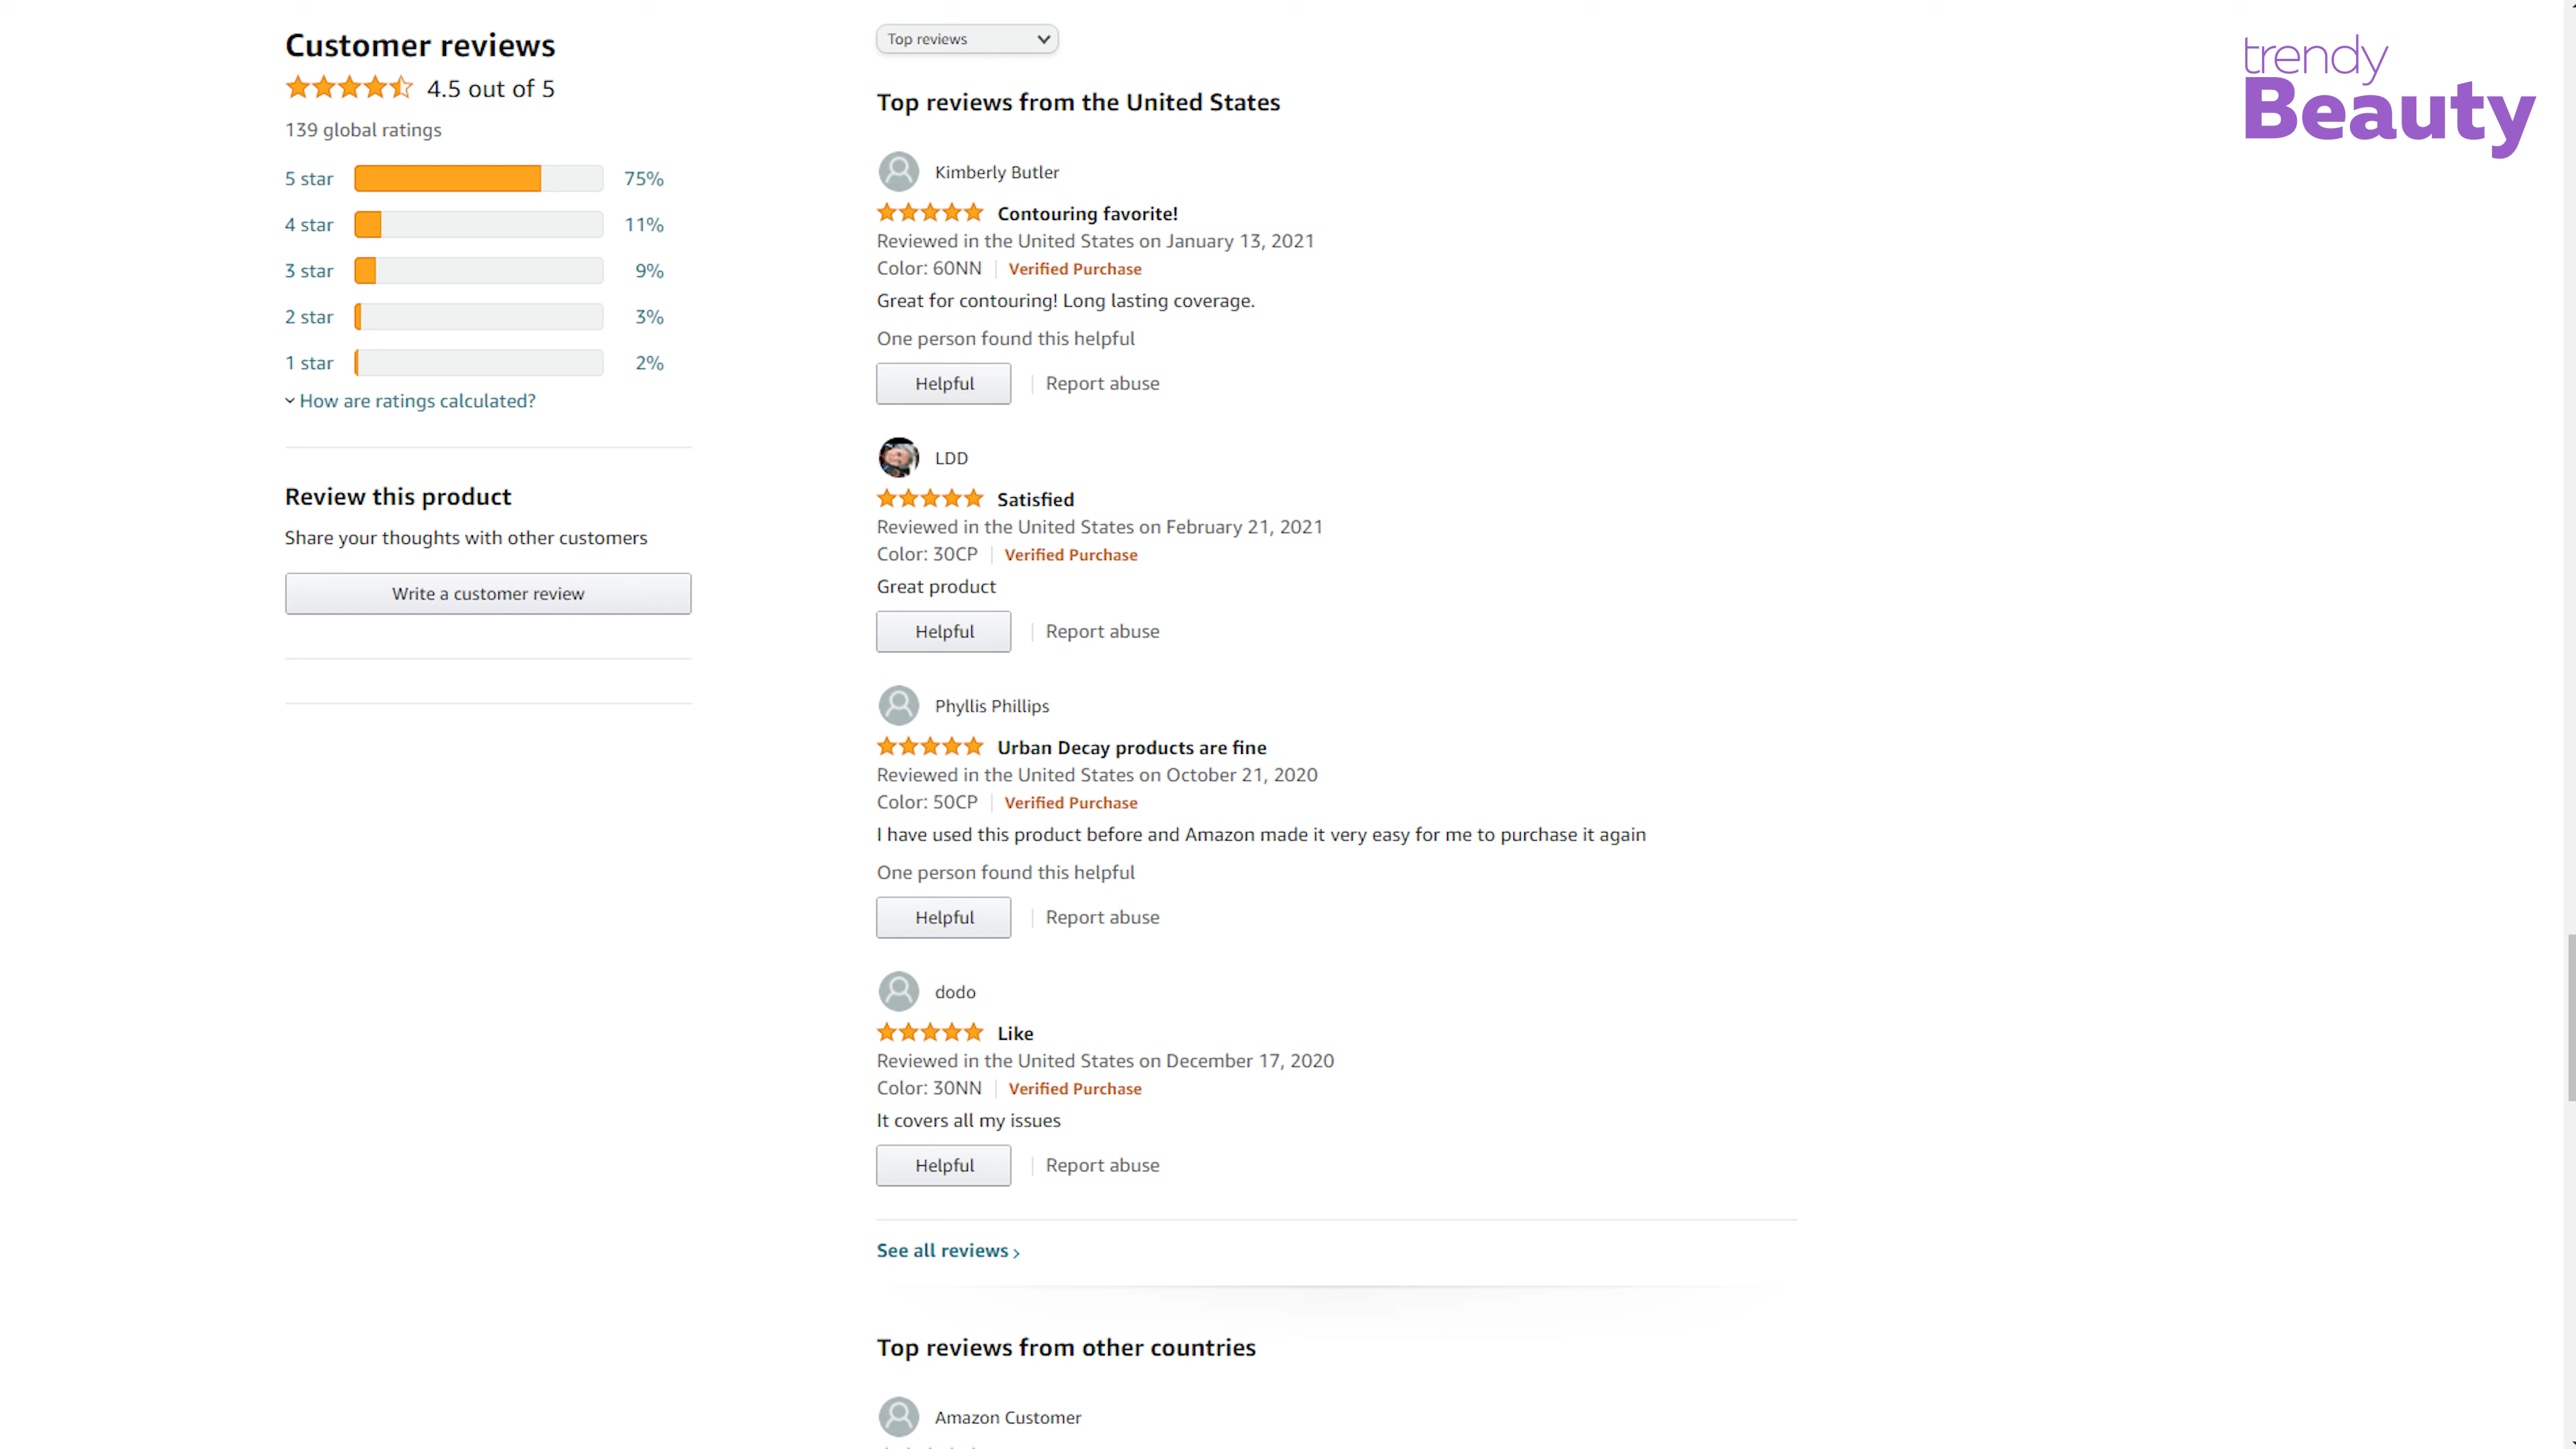 Customer reviews
4.5 out of 5
139 global ratings
5 star 75%
4 star 11%
3 star 9%
2 star 3%
1 star 2%
How are ratings calculated?
Review this product
Share your thoughts with other customers
Write a customer review
Top reviews
Top reviews from the United States
Kimberly Butler
Contouring favorite!
Reviewed in the United States on January 13, 2021
Color: 60NN | Verified Purchase
Great for contouring! Long lasting coverage.
One person found this helpful
Helpful | Report abuse
LDD
Satisfied
Reviewed in the United States on February 21, 2021
Color: 30CP | Verified Purchase
Great product
Helpful | Report abuse
Phyllis Phillips
Urban Decay products are fine
Reviewed in the United States on October 21, 2020
Color: 50CP | Verified Purchase
I have used this product before and Amazon made it very easy for me to purchase it again
One person found this helpful
Helpful | Report abuse
dodo
Like
Reviewed in the United States on December 17, 2020
Color: 30NN | Verified Purchase
It covers all my issues
Helpful | Report abuse
See all reviews ›
Top reviews from other countries
Amazon Customer
trendy
Beauty